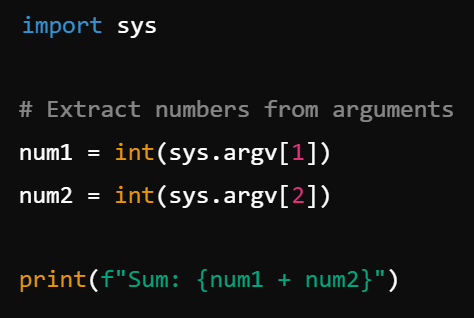 import sys
# Extract numbers from arguments
num1 = int(sys.argv[1])
num2 = int(sys.argv[2])
print(f"Sum: {num1 + num2}")